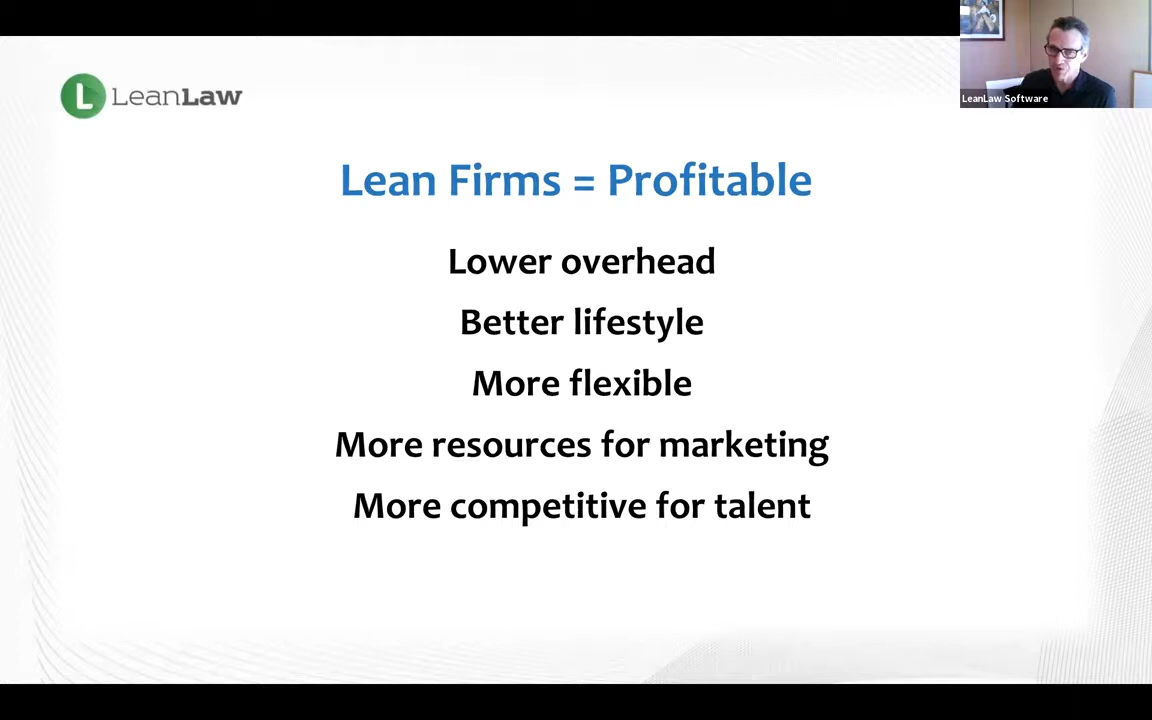 L LeanLaw
LeanLaw Software
Lean Firms = Profitable
Lower overhead
Better lifestyle
More flexible
More resources for marketing
More competitive for talent